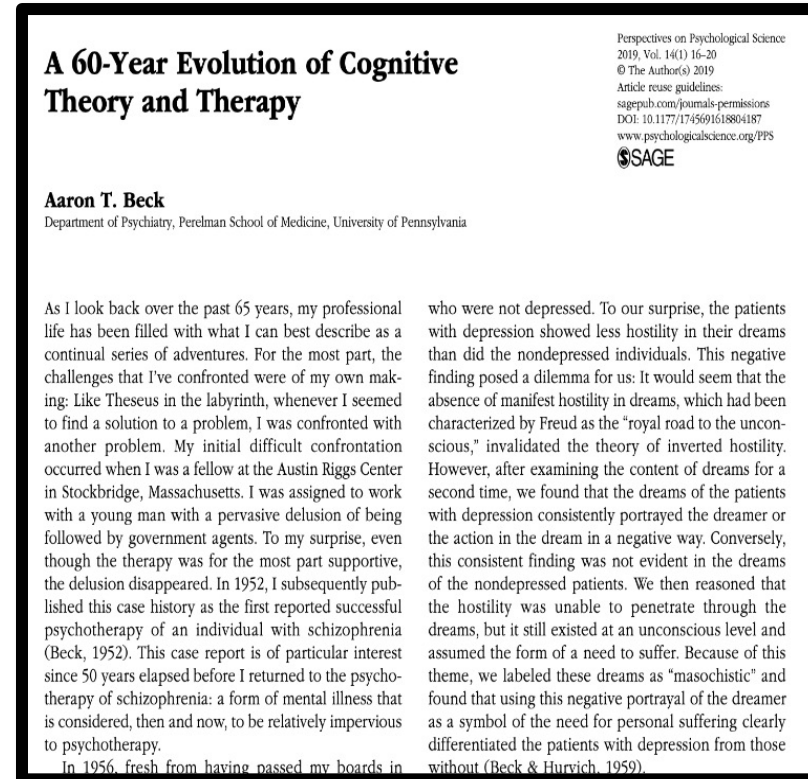 A 60-Year Evolution of Cognitive
Theory and Therapy
Perspectives on Psychological Science
2019, Vol. 14(1) 16–20
© The Author(s) 2019
Article reuse guidelines:
sagepub.com/journals-permissions
DOI: 10.1177/1745691618804187
www.psychologicalscience.org/PPS
SAGE
Aaron T. Beck
Department of Psychiatry, Perelman School of Medicine, University of Pennsylvania
As I look back over the past 65 years, my professional
life has been filled with what I can best describe as a
continual series of adventures. For the most part, the
challenges that I've confronted were of my own mak-
ing: Like Theseus in the labyrinth, whenever I seemed
to find a solution to a problem, I was confronted with
another problem. My initial difficult confrontation
occurred when I was a fellow at the Austin Riggs Center
in Stockbridge, Massachusetts. I was assigned to work
with a young man with a pervasive delusion of being
followed by government agents. To my surprise, even
though the therapy was for the most part supportive,
the delusion disappeared. In 1952, I subsequently pub-
lished this case history as the first reported successful
psychotherapy of an individual with schizophrenia
(Beck, 1952). This case report is of particular interest
since 50 years elapsed before I returned to the psycho-
therapy of schizophrenia: a form of mental illness that
is considered, then and now, to be relatively impervious
to psychotherapy.
In 1956, fresh from having passed my boards in
who were not depressed. To our surprise, the patients
with depression showed less hostility in their dreams
than did the nondepressed individuals. This negative
finding posed a dilemma for us: It would seem that the
absence of manifest hostility in dreams, which had been
characterized by Freud as the “royal road to the uncon-
scious,” invalidated the theory of inverted hostility.
However, after examining the content of dreams for a
second time, we found that the dreams of the patients
with depression consistently portrayed the dreamer or
the action in the dream in a negative way. Conversely,
this consistent finding was not evident in the dreams
of the nondepressed patients. We then reasoned that
the hostility was unable to penetrate through the
dreams, but it still existed at an unconscious level and
assumed the form of a need to suffer. Because of this
theme, we labeled these dreams as “masochistic” and
found that using this negative portrayal of the dreamer
as a symbol of the need for personal suffering clearly
differentiated the patients with depression from those
without (Beck & Hurvich, 1959).